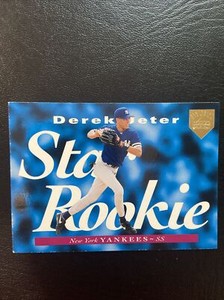 Derek Jeter
Star
Rookie
New York YANKEES ~ SS